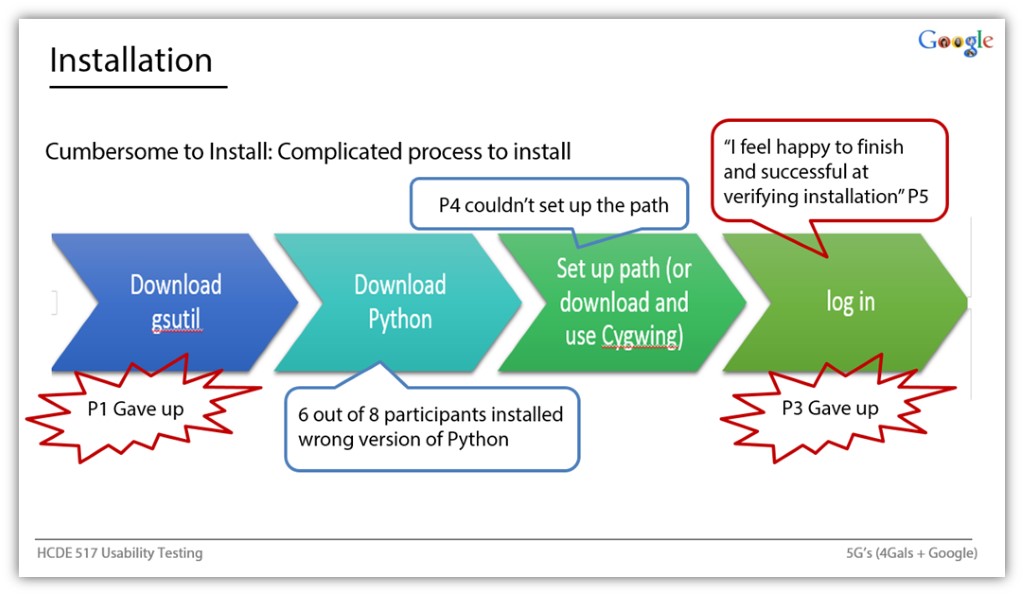 Google
Installation
Cumbersome to Install: Complicated process to install
"I feel happy to finish
and successful at
verifying installation" P5
P4 couldn't set up the path
Download
gsutil
Download
Python
Set up path (or
download and
use Cygwing)
log in
P1 Gave up
6 out of 8 participants installed
wrong version of Python
P3 Gave up
HCDE 517 Usability Testing
5G's (4Gals + Google)